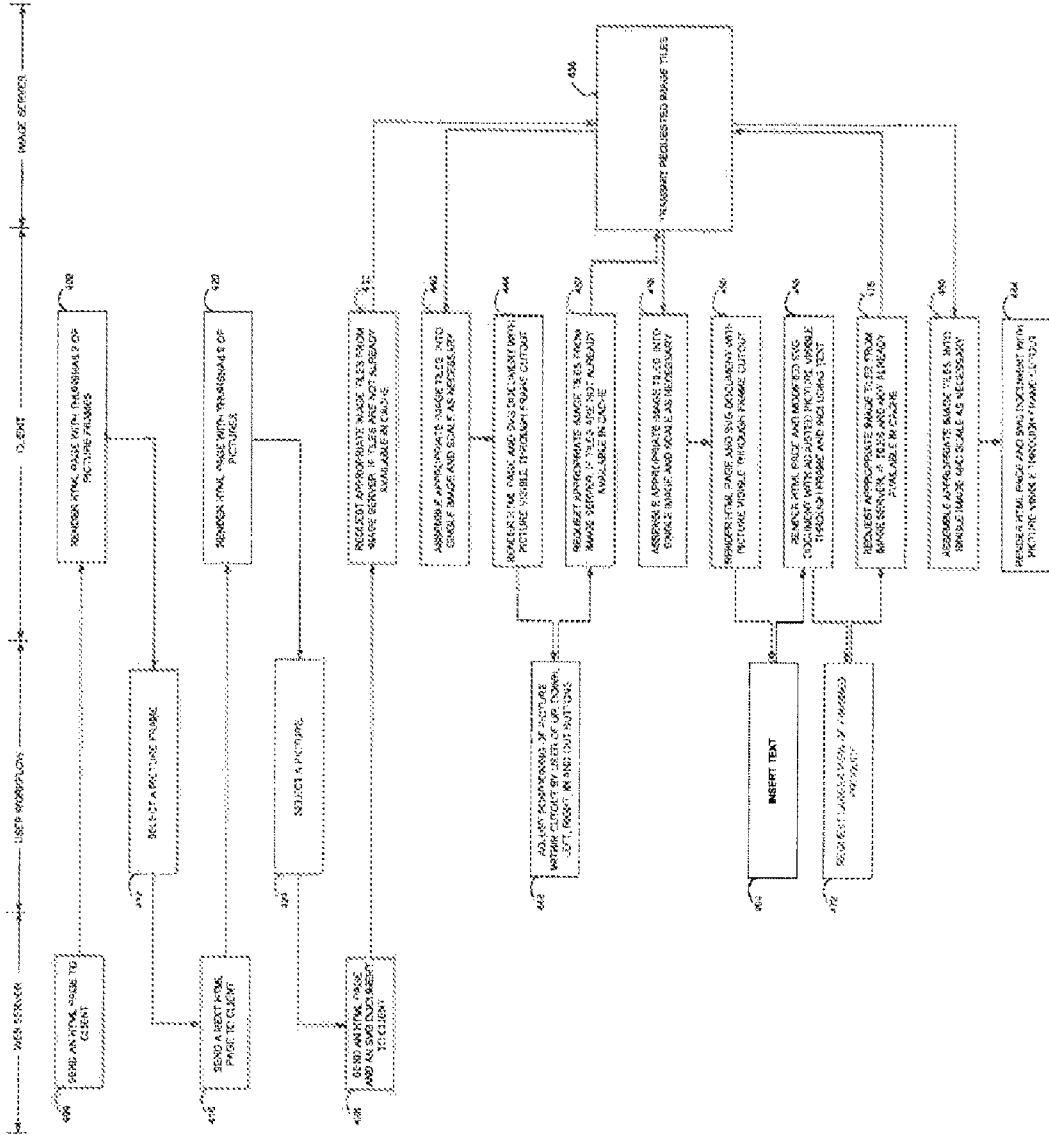 WEB SERVER
USER WORKFLOW
CLIENT
IMAGE SERVER
SEND AN HTML PAGE TO
CLIENT
RENDER HTML PAGE WITH THUMBNAILS OF
PICTURE FRAMES
SELECT A PICTURE FRAME
SEND A NEXT HTML
PAGE TO CLIENT
RENDER HTML PAGE WITH THUMBNAILS OF
PICTURES
SELECT A PICTURE
SEND AN HTML PAGE
AND AN SVG DOCUMENT
TO CLIENT
REQUEST APPROPRIATE IMAGE TILES FROM
IMAGE SERVER, IF TILES ARE NOT ALREADY
AVAILABLE IN CACHE
TRANSMIT REQUESTED IMAGE TILES
ASSEMBLE APPROPRIATE IMAGE TILES INTO
SINGLE IMAGE AND SCALE AS NECESSARY
RENDER HTML PAGE AND SVG DOCUMENT WITH
PICTURE VISIBLE THROUGH FRAME CUTOUT
ADJUST POSITIONING OF PICTURE
WITHIN CUTOUT BY USER OF UP, DOWN,
LEFT, RIGHT, IN AND OUT BUTTONS
REQUEST APPROPRIATE IMAGE TILES FROM
IMAGE SERVER, IF TILES ARE NOT ALREADY
AVAILABLE IN CACHE
ASSEMBLE APPROPRIATE IMAGE TILES INTO
SINGLE IMAGE AND SCALE AS NECESSARY
RENDER HTML PAGE AND SVG DOCUMENT WITH
PICTURE VISIBLE THROUGH FRAME CUTOUT
INSERT TEXT
RENDER HTML PAGE AND MODIFIED SVG
DOCUMENT WITH ADJUSTED PICTURE VISIBLE
THROUGH FRAME AND INCLUDING TEXT
REQUEST LARGER VIEW OF
PRODUCT
REQUEST APPROPRIATE IMAGE TILES FROM
IMAGE SERVER, IF TILES ARE NOT ALREADY
AVAILABLE IN CACHE
ASSEMBLE APPROPRIATE IMAGE TILES INTO
SINGLE IMAGE AND SCALE AS NECESSARY
RENDER HTML PAGE AND SVG DOCUMENT WITH
PICTURE VISIBLE THROUGH FRAME CUTOUT